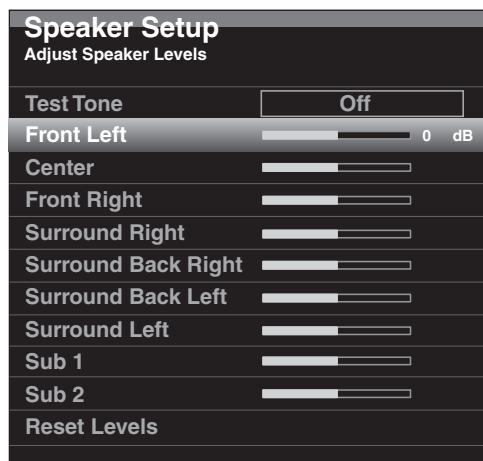 Speaker Setup
Adjust Speaker Levels
Test Tone Off
Front Left 0 dB
Center
Front Right
Surround Right
Surround Back Right
Surround Back Left
Surround Left
Sub 1
Sub 2
Reset Levels